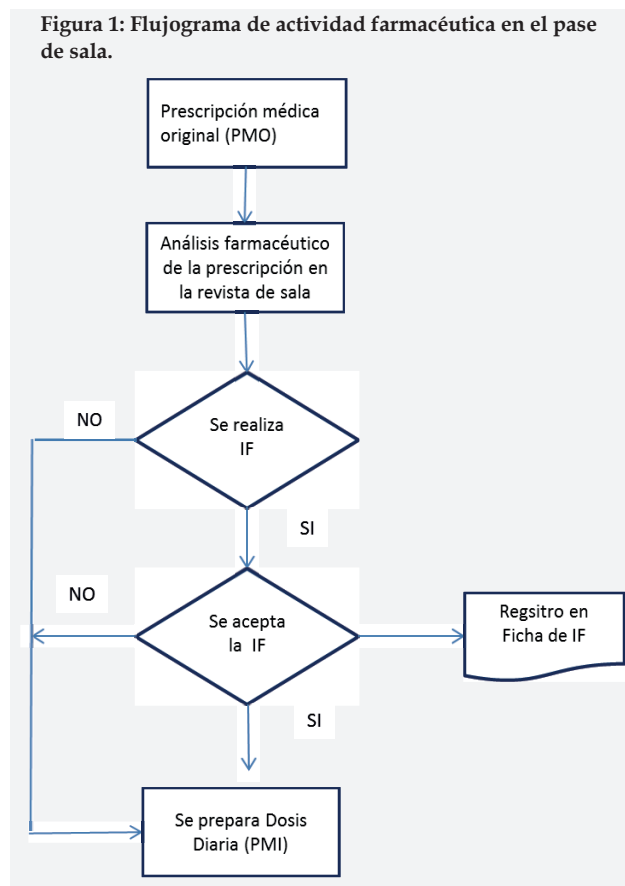 Figura 1: Flujograma de actividad farmacéutica en el pase
de sala.
Prescripción médica
original (PMO)
Análisis farmacéutico
de la prescripción en
la revista de sala
NO
Se realiza
IF
SI
NO
Se acepta
la IF
Regsitro en
Ficha de IF
SI
Se prepara Dosis
Diaria (PMI)